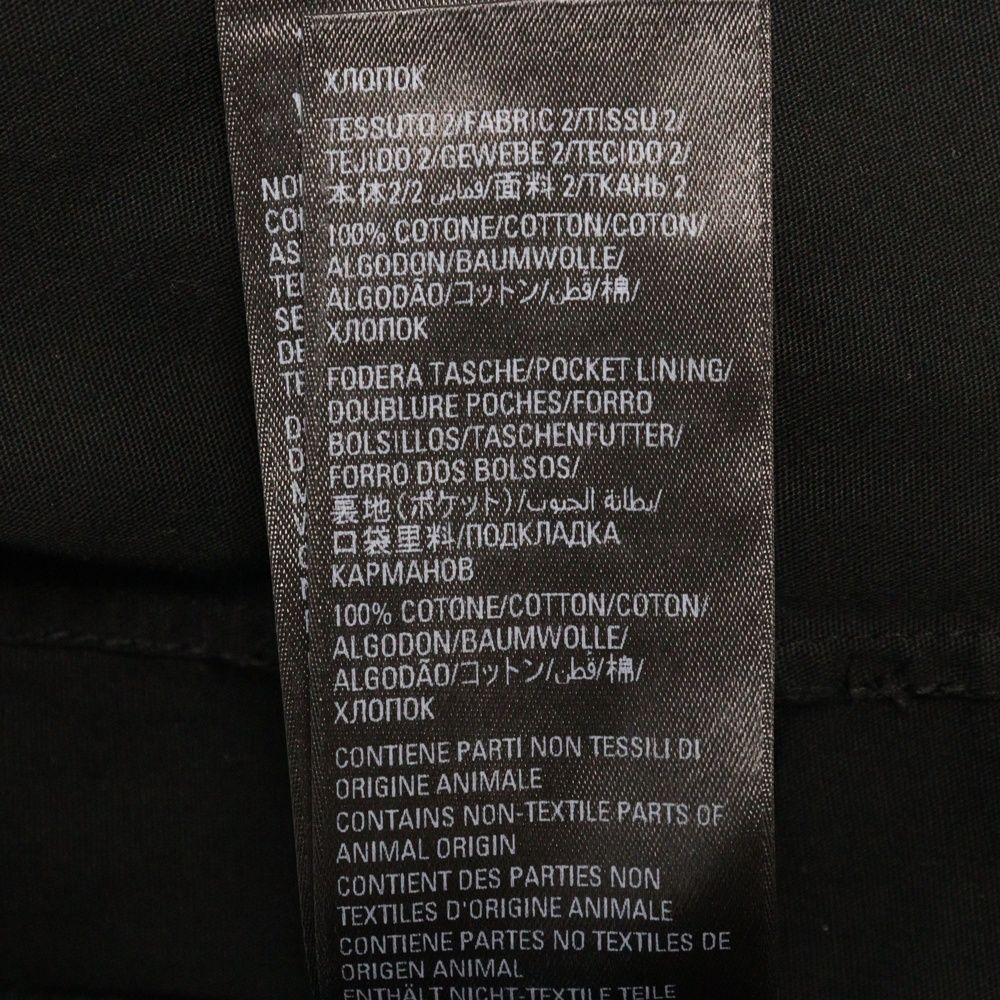 ХЛОПОК
TESSUTO 2/FABRIC 2/TISSU 2/
TEJIDO 2/GEWEBE 2/TECIDO 2/
本体2/2 قماش/面料 2/ТКАНЬ 2
100% COTONE/COTTON/COTON/
ALGODON/BAUMWOLLE/
ALGODÃO/コットン/قطن/棉/
ХЛОПОК
FODERA TASCHE/POCKET LINING/
DOUBLURE POCHES/FORRO
BOLSILLOS/TASCHENFUTTER/
FORRO DOS BOLSOS/
裏地(ポケット)/بطانة الجيوب/
口袋里料/ПОДКЛАДКА
КАРМАНОВ
100% COTONE/COTTON/COTON/
ALGODON/BAUMWOLLE/
ALGODÃO/コットン/قطن/棉/
ХЛОПОК
CONTIENE PARTI NON TESSILI DI
ORIGINE ANIMALE
CONTAINS NON-TEXTILE PARTS OF
ANIMAL ORIGIN
CONTIENT DES PARTIES NON
TEXTILES D'ORIGINE ANIMALE
CONTIENE PARTES NO TEXTILES DE
ORIGEN ANIMAL
ENTHÄLT NICHT-TEXTILE TEILE